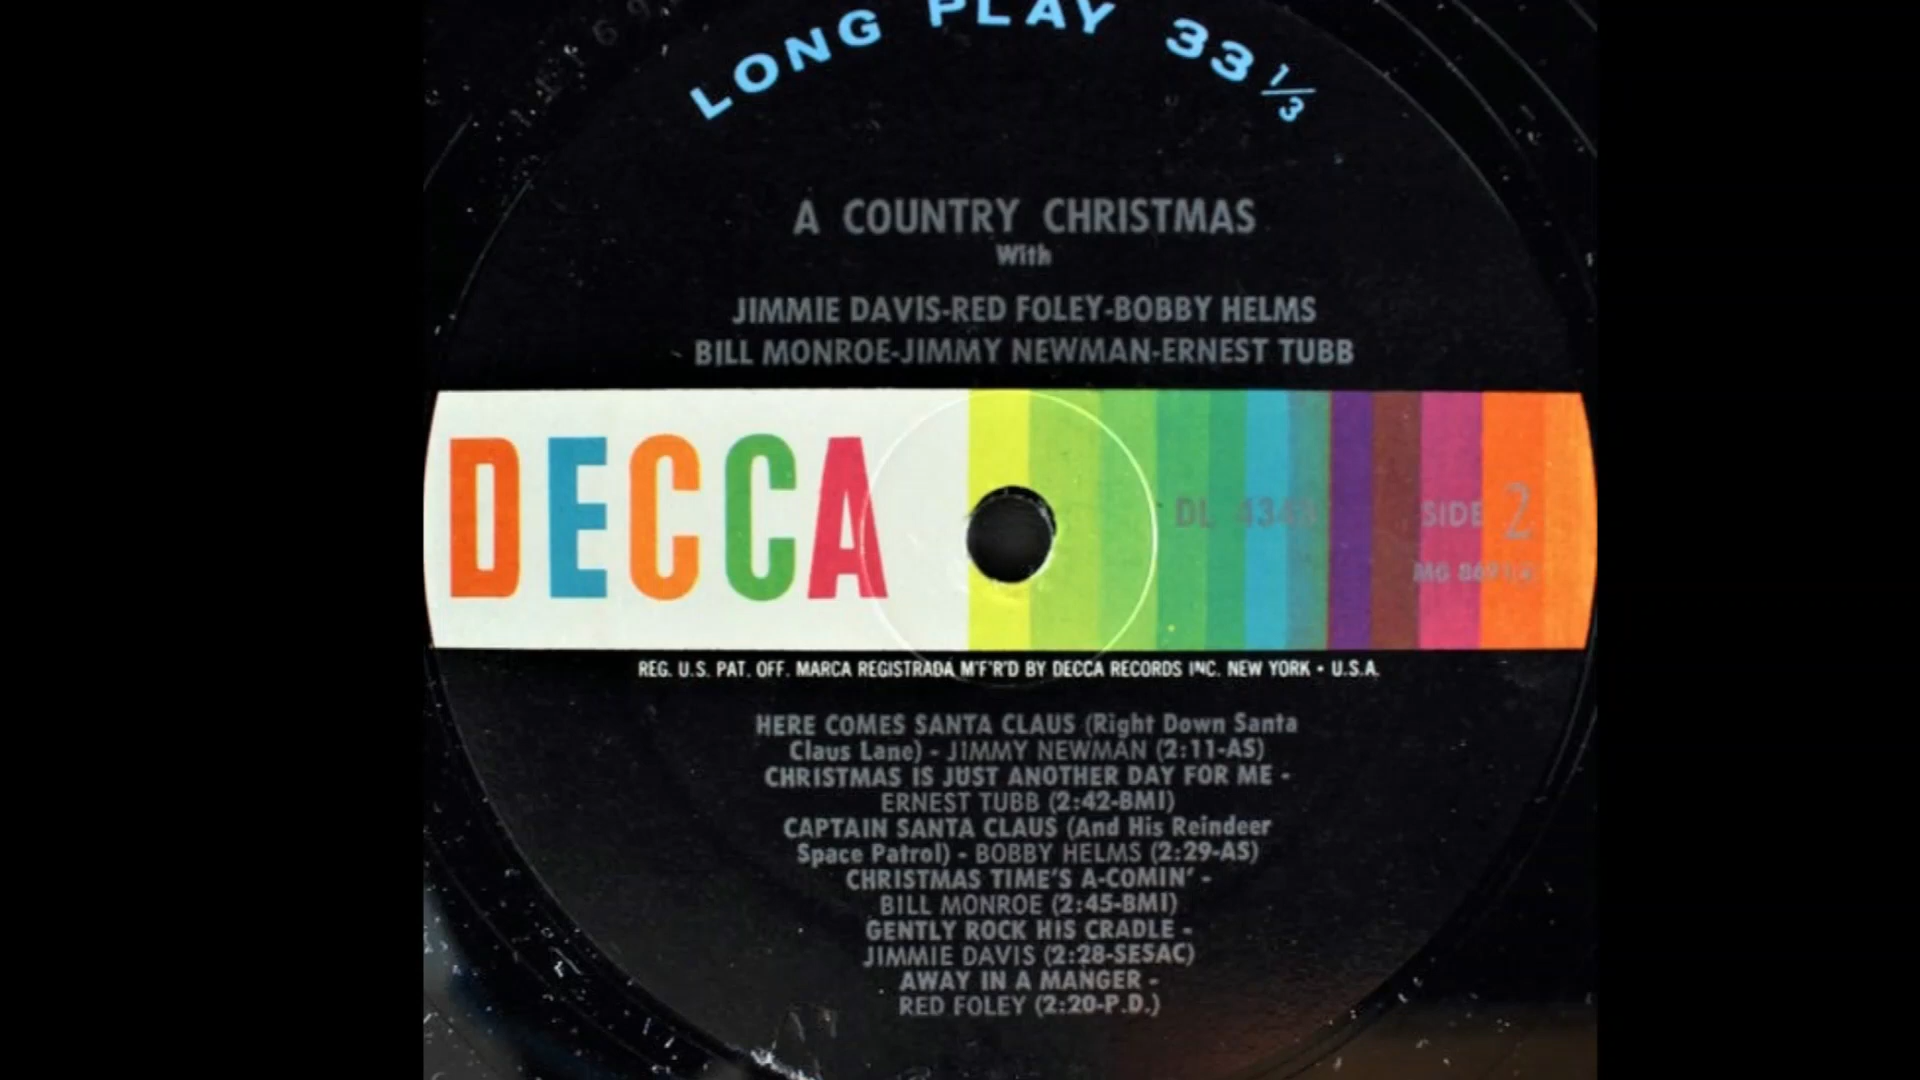 LONG PLAY 33 1/3
A COUNTRY CHRISTMAS
With
JIMMIE DAVIS-RED FOLEY-BOBBY HELMS
BILL MONROE-JIMMY NEWMAN-ERNEST TUBB
DECCA
DL
SIDE 2
MG
REG. U.S. PAT. OFF. MARCA REGISTRADA M'F'R'D BY DECCA RECORDS INC. NEW YORK • U.S.A.
HERE COMES SANTA CLAUS (Right Down Santa
Claus Lane) - JIMMY NEWMAN (2:11-AS)
CHRISTMAS IS JUST ANOTHER DAY FOR ME -
ERNEST TUBB (2:42-BMI)
CAPTAIN SANTA CLAUS (And His Reindeer
Space Patrol) - BOBBY HELMS (2:29-AS)
CHRISTMAS TIME'S A-COMIN' -
BILL MONROE (2:45-BMI)
GENTLY ROCK HIS CRADLE -
JIMMIE DAVIS (2:28-SESAC)
AWAY IN A MANGER -
RED FOLEY (2:20-P.D.)